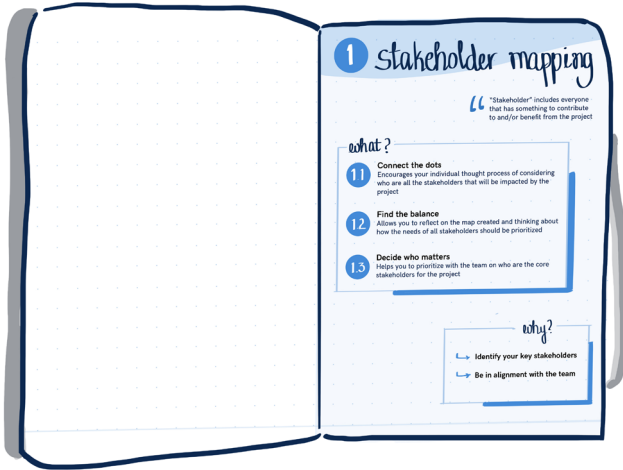 1 stakeholder mapping
"Stakeholder" includes everyone
that has something to contribute
to and/or benefit from the project
what?
1.1 Connect the dots
Encourages your individual thought process of considering
who are all the stakeholders that will be impacted by the
project
1.2 Find the balance
Allows you to reflect on the map created and thinking about
how the needs of all stakeholders should be prioritized
1.3 Decide who matters
Helps you to prioritize with the team on who are the core
stakeholders for the project
why?
Identify your key stakeholders
Be in alignment with the team